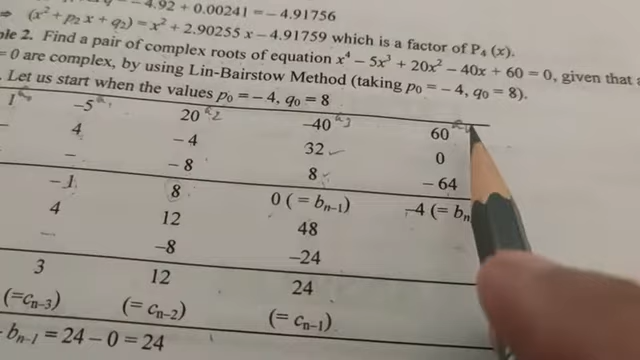 = – 4.92 + 0.00241 = – 4.91756
⇒ (x² + p₂ x + q₂) = x² + 2.90255 x – 4.91759 which is a factor of P₄ (x).
ple 2. Find a pair of complex roots of equation x⁴ – 5x³ + 20x² – 40x + 60 = 0, given that a
= 0 are complex, by using Lin-Bairstow Method (taking p₀ = – 4, q₀ = 8).
. Let us start when the values p₀ = – 4, q₀ = 8
1 –5 a₁ 20 a₂ –40 a₃ 60
– 4 –4 32 0
– –8 8 –64
–1 8 0 ( = bₙ₋₁) –4 (= bₙ
4 12 48
– –8 –24
3 12 24
(=cₙ₋₃) (= cₙ₋₂) (= cₙ₋₁)
- bₙ₋₁ = 24 – 0 = 24